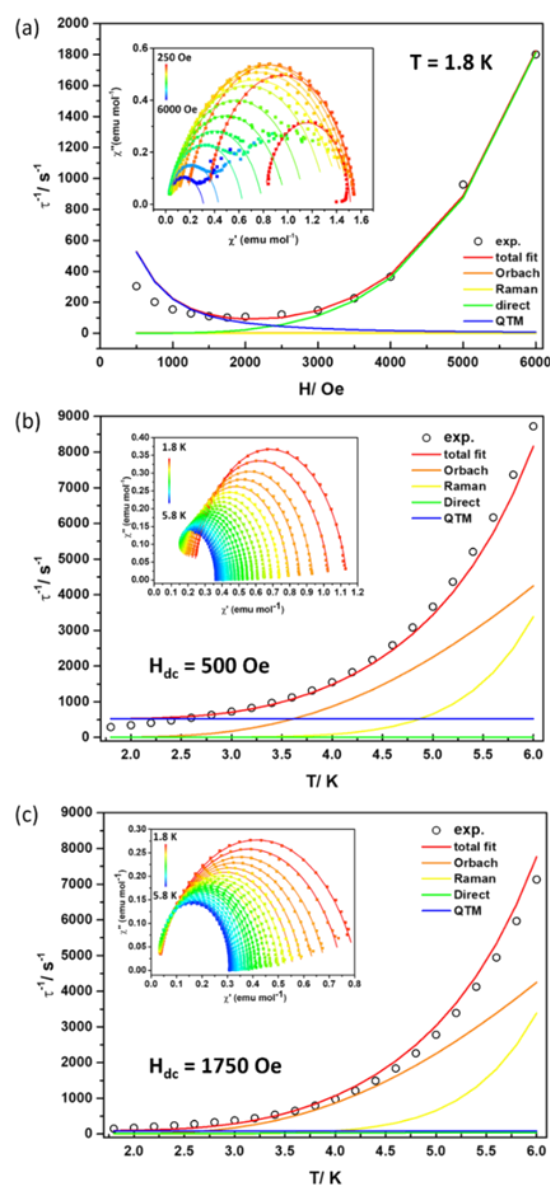 (a)
2000
1800
1600
1400
1200
1000
800
600
400
200
0
τ⁻¹/ s⁻¹
0.6
0.4
0.2
0.0
χ''(emu mol⁻¹)
250 Oe
6000 Oe
0.0 0.2 0.4 0.6 0.8 1.0 1.2 1.4 1.6
χ' (emu mol⁻¹)
T = 1.8 K
exp.
total fit
Orbach
Raman
direct
QTM
0 1000 2000 3000 4000 5000 6000
H/ Oe
(b)
9000
8000
7000
6000
5000
4000
3000
2000
1000
0
τ⁻¹/ s⁻¹
0.40
0.35
0.30
0.25
0.20
0.15
0.10
0.05
0.00
χ'' (emu mol⁻¹)
1.8 K
5.8 K
0.1 0.2 0.3 0.4 0.5 0.6 0.7 0.8 0.9 1.0 1.1 1.2
χ' (emu mol⁻¹)
exp.
total fit
Orbach
Raman
Direct
QTM
H_dc = 500 Oe
2.0 2.5 3.0 3.5 4.0 4.5 5.0 5.5 6.0
T/ K
(c)
9000
8000
7000
6000
5000
4000
3000
2000
1000
0
τ⁻¹/ s⁻¹
0.30
0.25
0.20
0.15
0.10
0.05
0.00
χ'' (emu mol⁻¹)
1.8 K
5.8 K
0.0 0.1 0.2 0.3 0.4 0.5 0.6 0.7 0.8
χ' (emu mol⁻¹)
exp.
total fit
Orbach
Raman
Direct
QTM
H_dc = 1750 Oe
2.0 2.5 3.0 3.5 4.0 4.5 5.0 5.5 6.0
T/ K